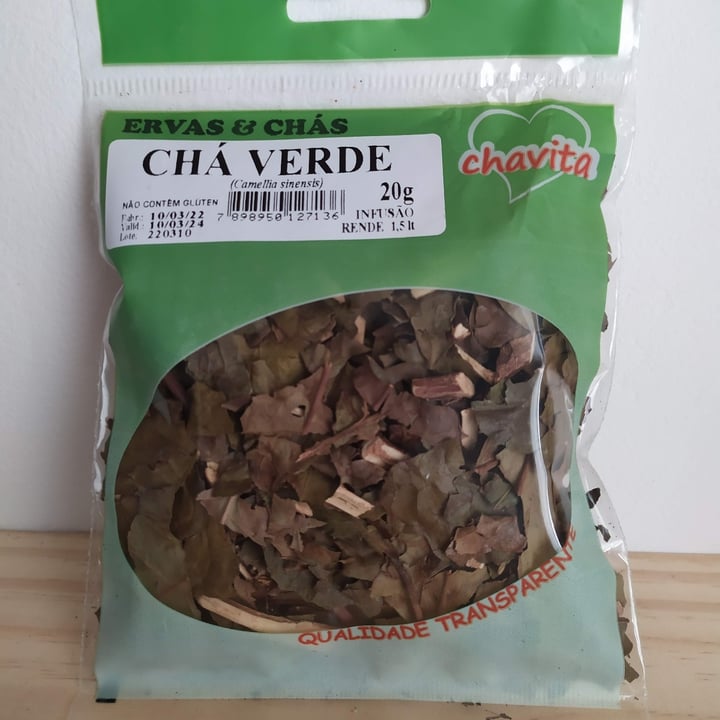 ERVAS & CHÁS
chavita
CHÁ VERDE
(Camellia sinensis)
20g
NÃO CONTÊM GLÚTEN
Fabr.: 10/03/22
Valid.: 10/03/24
Lote: 220310
7 898950 127136
INFUSÃO
RENDE 1,5 lt
QUALIDADE TRANSPARENTE